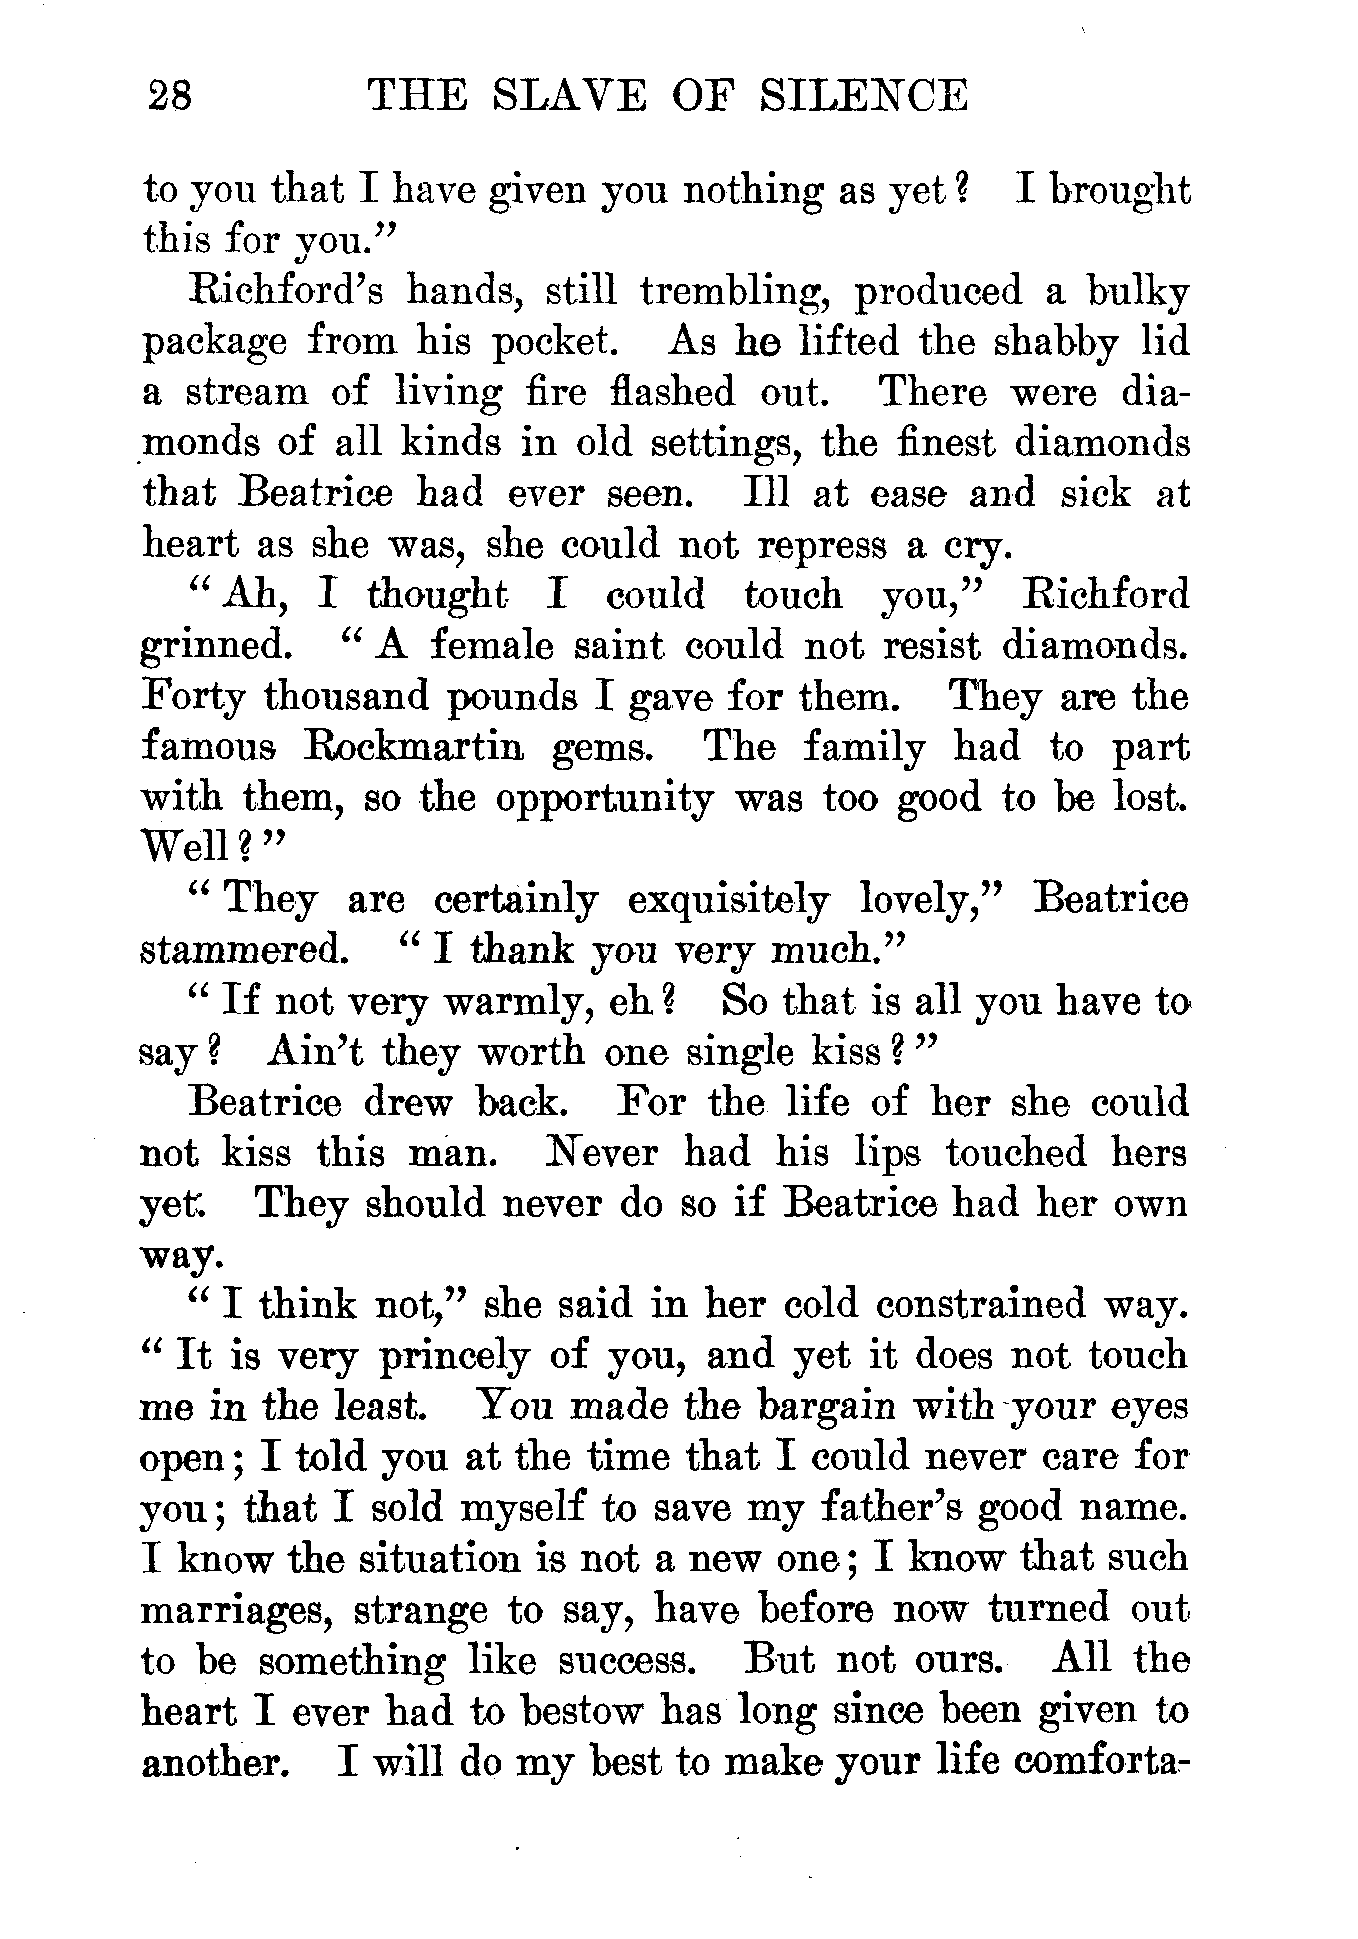 28 THE SLAVE OF SILENCE
to you that I have given you nothing as yet? I brought
this for you."
Richford's hands, still trembling, produced a bulky
package from his pocket. As he lifted the shabby lid
a stream of living fire flashed out. There were dia-
monds of all kinds in old settings, the finest diamonds
that Beatrice had ever seen. Ill at ease and sick at
heart as she was, she could not repress a cry.
"Ah, I thought I could touch you," Richford
grinned. "A female saint could not resist diamonds.
Forty thousand pounds I gave for them. They are the
famous Rockmartin gems. The family had to part
with them, so the opportunity was too good to be lost.
Well?"
"They are certainly exquisitely lovely," Beatrice
stammered. "I thank you very much."
"If not very warmly, eh? So that is all you have to
say? Ain't they worth one single kiss?"
Beatrice drew back. For the life of her she could
not kiss this man. Never had his lips touched hers
yet. They should never do so if Beatrice had her own
way.
"I think not," she said in her cold constrained way.
"It is very princely of you, and yet it does not touch
me in the least. You made the bargain with your eyes
open; I told you at the time that I could never care for
you; that I sold myself to save my father's good name.
I know the situation is not a new one; I know that such
marriages, strange to say, have before now turned out
to be something like success. But not ours. All the
heart I ever had to bestow has long since been given to
another. I will do my best to make your life comforta-